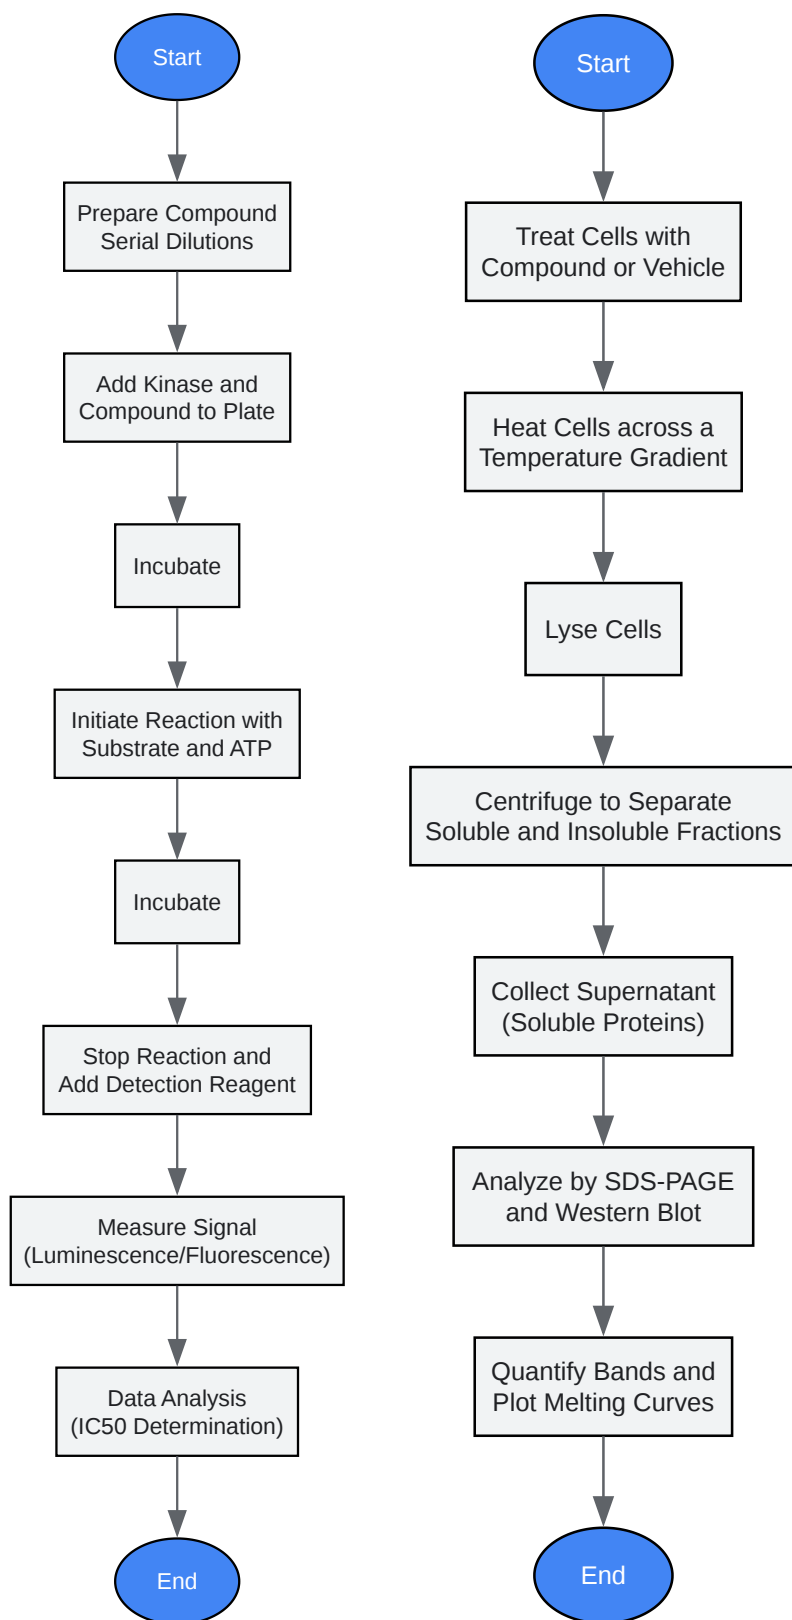 Start
Prepare Compound
Serial Dilutions
Add Kinase and
Compound to Plate
Incubate
Initiate Reaction with
Substrate and ATP
Incubate
Stop Reaction and
Add Detection Reagent
Measure Signal
(Luminescence/Fluorescence)
Data Analysis
(IC50 Determination)
End
Start
Treat Cells with
Compound or Vehicle
Heat Cells across a
Temperature Gradient
Lyse Cells
Centrifuge to Separate
Soluble and Insoluble Fractions
Collect Supernatant
(Soluble Proteins)
Analyze by SDS-PAGE
and Western Blot
Quantify Bands and
Plot Melting Curves
End